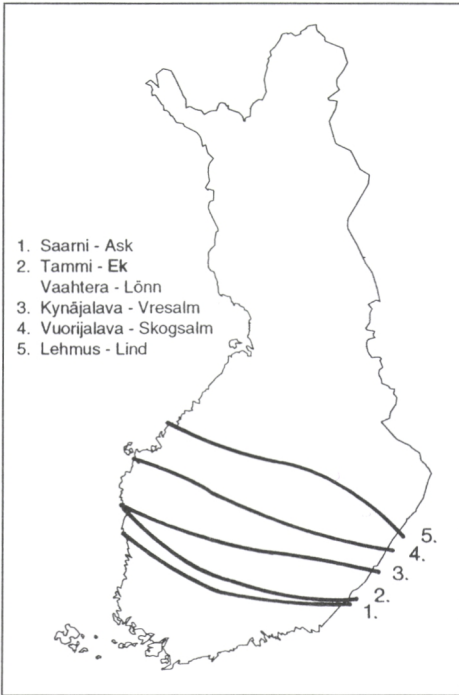 1. Saarni - Ask
2. Tammi - Ek
Vaahtera - Lönn
3. Kynäjalava - Vresalm
4. Vuorijalava - Skogsalm
5. Lehmus - Lind
5.
4.
3.
2.
1.